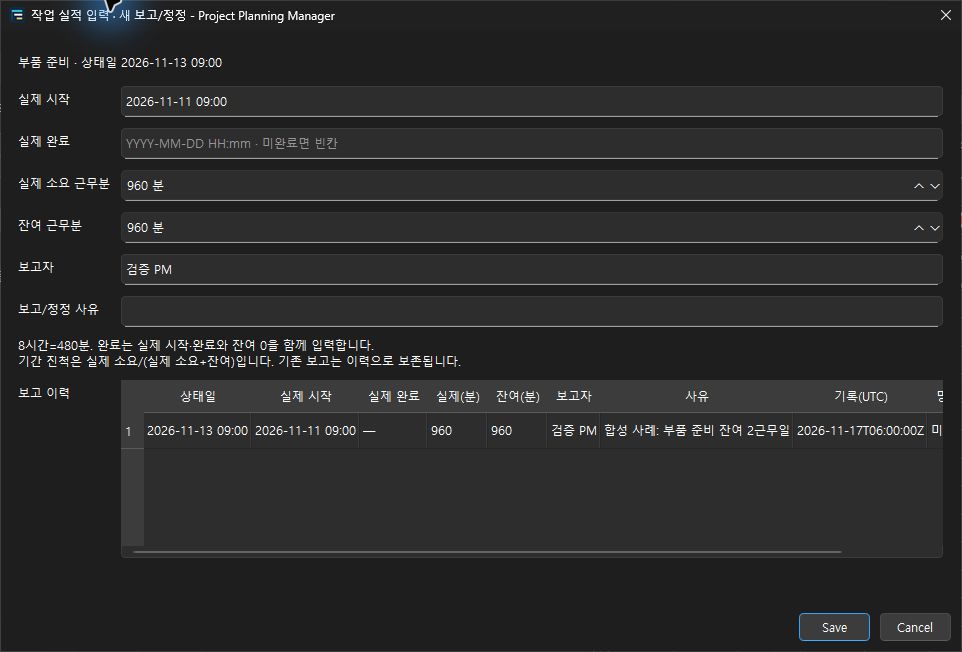 작업 실적 입력 · 새 보고/정정 - Project Planning Manager
부품 준비 · 상태일 2026-11-13 09:00
실제 시작
2026-11-11 09:00
실제 완료
YYYY-MM-DD HH:mm · 미완료면 빈칸
실제 소요 근무분
960 분
잔여 근무분
960 분
보고자
검증 PM
보고/정정 사유
8시간=480분. 완료는 실제 시작·완료와 잔여 0을 함께 입력합니다.
기간 진척은 실제 소요/(실제 소요+잔여)입니다. 기존 보고는 이력으로 보존됩니다.
보고 이력
상태일 실제 시작 실제 완료 실제(분) 잔여(분) 보고자 사유 기록(UTC)
1 2026-11-13 09:00 2026-11-11 09:00 — 960 960 검증 PM 합성 사례: 부품 준비 잔여 2근무일 2026-11-17T06:00:00Z 미
Save Cancel